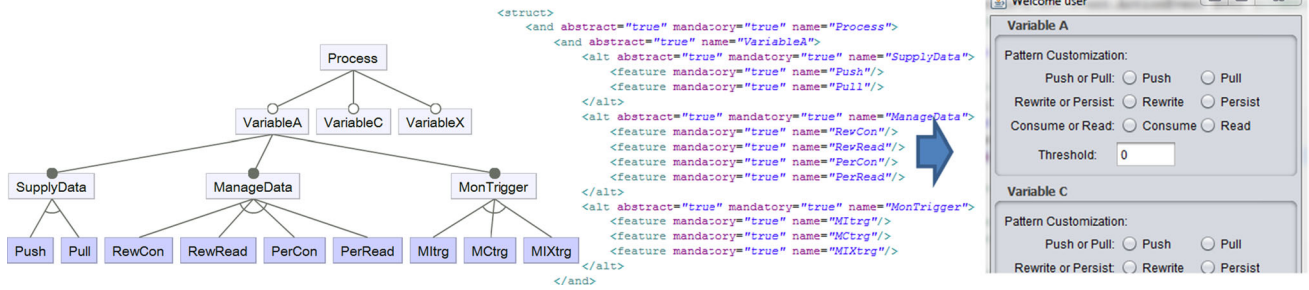 Process
VariableA
VariableC
VariableX
SupplyData
ManageData
MonTrigger
Push
Pull
RewCon
RewRead
PerCon
PerRead
MItrg
MCtrg
MIXtrg
<struct>
<and abstract="true" mandatory="true" name="Process">
<and abstract="true" name="VariableA">
<alt abstract="true" mandatory="true" name="SupplyData">
<feature mandatory="true" name="Push"/>
<feature mandatory="true" name="Pull"/>
</alt>
<alt abstract="true" mandatory="true" name="ManageData">
<feature mandatory="true" name="RewCon"/>
<feature mandatory="true" name="RewRead"/>
<feature mandatory="true" name="PerCon"/>
<feature mandatory="true" name="PerRead"/>
</alt>
<alt abstract="true" mandatory="true" name="MonTrigger">
<feature mandatory="true" name="MItrg"/>
<feature mandatory="true" name="MCtrg"/>
<feature mandatory="true" name="MIXtrg"/>
</alt>
</and>
Welcome user
Variable A
Pattern Customization:
Push or Pull: Push Pull
Rewrite or Persist: Rewrite Persist
Consume or Read: Consume Read
Threshold: 0
Variable C
Pattern Customization:
Push or Pull: Push Pull
Rewrite or Persist: Rewrite Persist